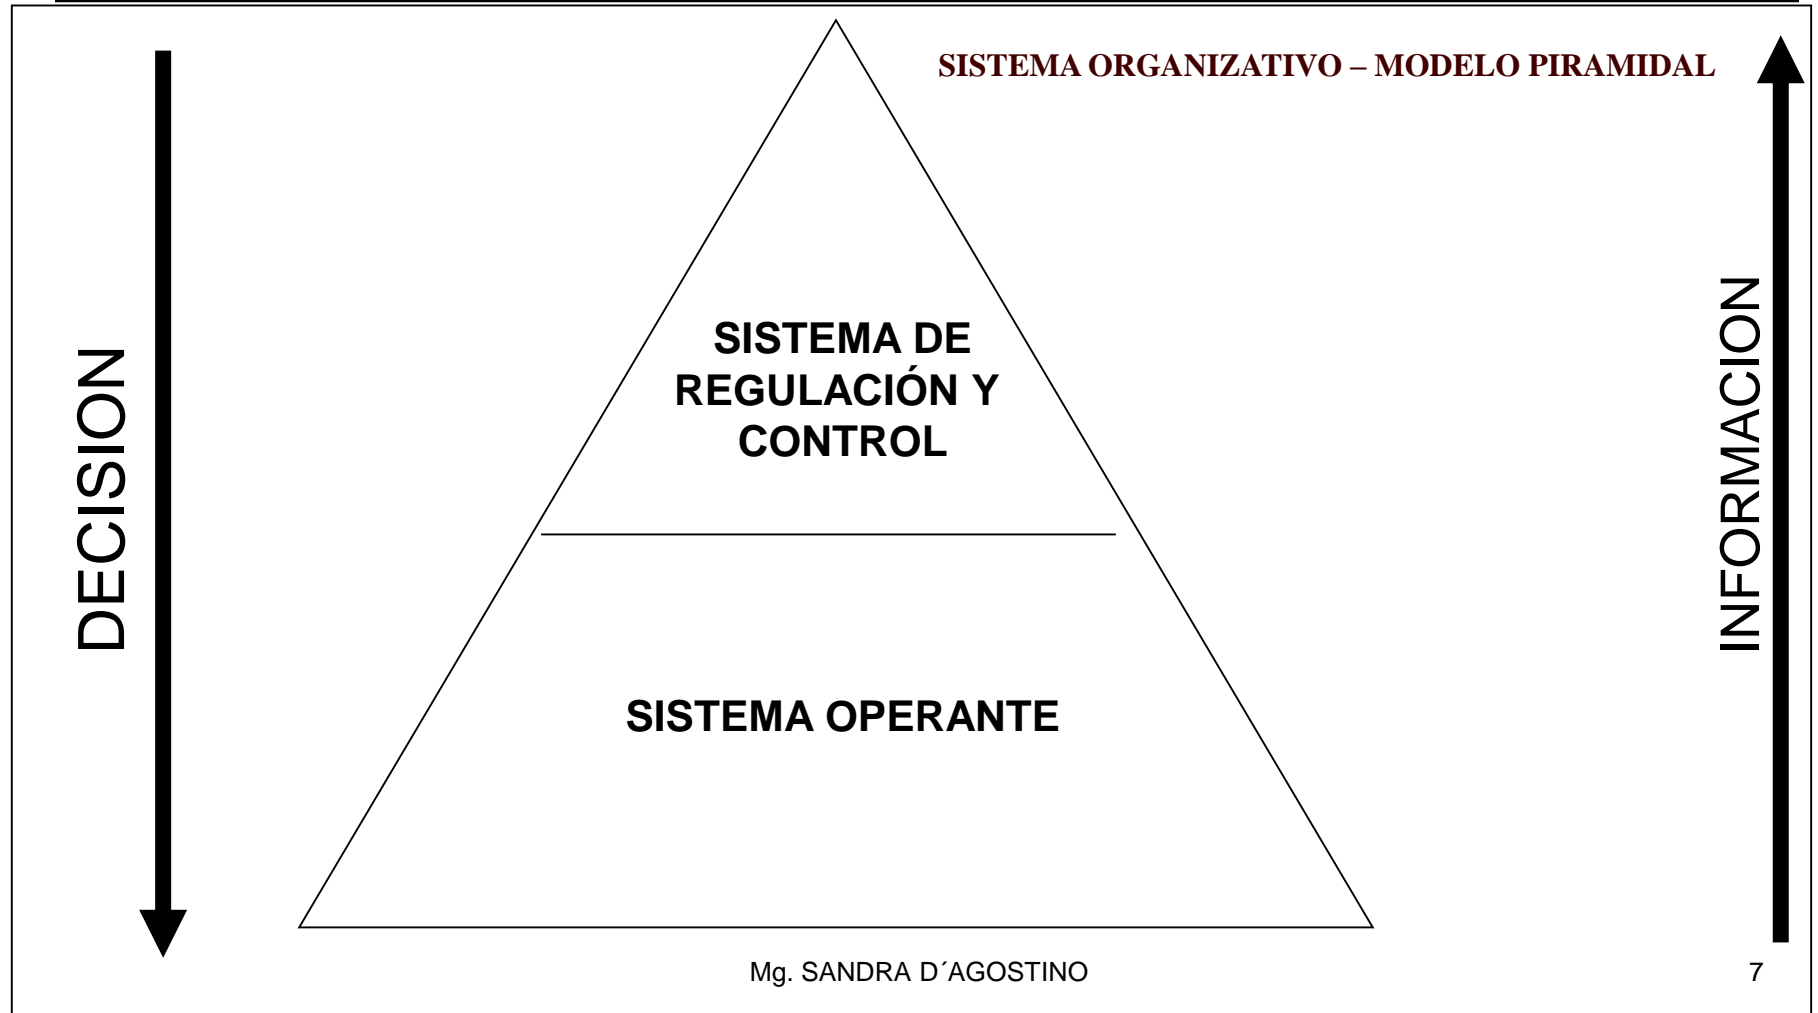 SISTEMA ORGANIZATIVO – MODELO PIRAMIDAL
DECISION
SISTEMA DE
REGULACIÓN Y
CONTROL
INFORMACION
SISTEMA OPERANTE
Mg. SANDRA D´AGOSTINO
7